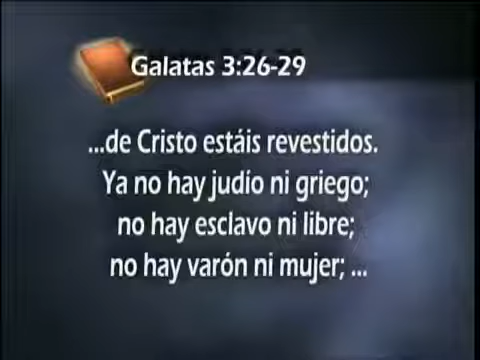 Galatas 3:26-29
...de Cristo estáis revestidos.
Ya no hay judío ni griego;
no hay esclavo ni libre;
no hay varón ni mujer; ...